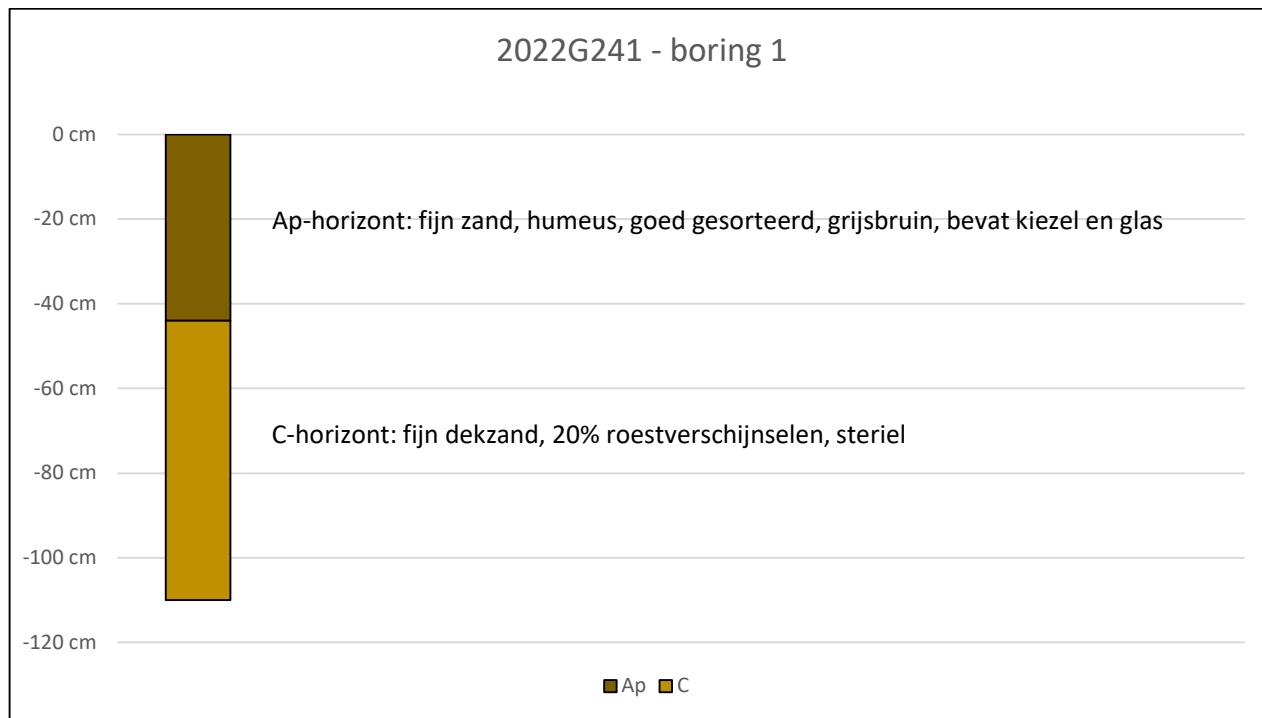 2022G241 - boring 1
0 cm
-20 cm
Ap-horizont: fijn zand, humeus, goed gesorteerd, grijsbruin, bevat kiezel en glas
-40 cm
-60 cm
C-horizont: fijn dekzand, 20% roestverschijnselen, steriel
-80 cm
-100 cm
-120 cm
Ap C